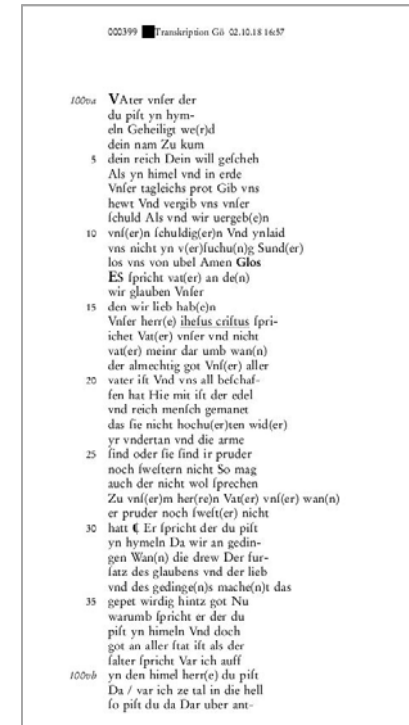 000399 Transkription Gö 02.10.18 16:57
100va VAter vnſer der
du piſt yn hym-
eln Geheiligt we(r)d
dein nam Zu kum
5 dein reich Dein will geſcheh
Als yn himel vnd in erde
Vnſer tagleichs prot Gib vns
hewt Vnd vergib vns vnſer
ſchuld Als vnd wir uergeb(e)n
10 vnſ(er)n ſchuldig(er)n Vnd ynlaid
vns nicht yn v(er)ſuchu(n)g Sund(er)
los vns von ubel Amen Glos
ES ſpricht vat(er) an de(n)
wir glauben Vnſer
15 den wir lieb hab(e)n
Vnſer herr(e) iheſus criſtus ſpri-
ichet Vat(er) vnſer vnd nicht
vat(er) meinr dar umb wan(n)
der almechtig got Vnſ(er) aller
20 vater iſt Vnd vns all beſchaf-
fen hat Hie mit iſt der edel
vnd reich menſch gemanet
das ſie nicht hochu(er)ten wid(er)
yr vndertan vnd die arme
25 ſind oder ſie ſind ir pruder
noch ſweſtern nicht So mag
auch der nicht wol ſprechen
Zu vnſ(er)m her(re)n Vat(er) vnſ(er) wan(n)
er pruder noch ſweſt(er) nicht
30 hatt ¶ Er ſpricht der du piſt
yn hymeln Da wir an gedin-
gen Wan(n) die drew Der fur-
ſatz des glaubens vnd der lieb
vnd des gedinge(n)s mache(n)t das
35 gepet wirdig hintz got Nu
warumb ſpricht er der du
piſt yn himeln Vnd doch
got an aller ſtat iſt als der
ſalter ſpricht Var ich auff
100vb yn den himel herr(e) du piſt
Da / var ich ze tal in die hell
ſo piſt du da Dar uber ant-